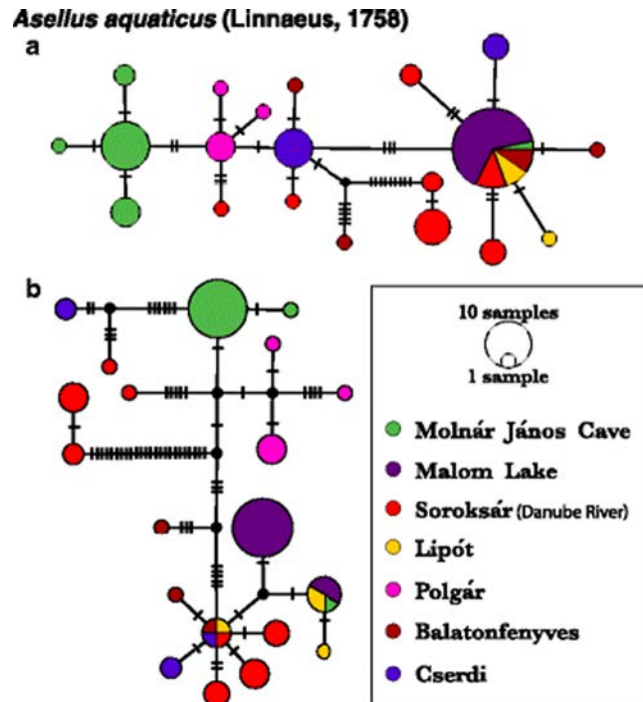 Asellus aquaticus (Linnaeus, 1758)
a
b
10 samples
1 sample
Molnár János Cave
Malom Lake
Soroksár (Danube River)
Lipót
Polgár
Balatonfenyves
Cserdi